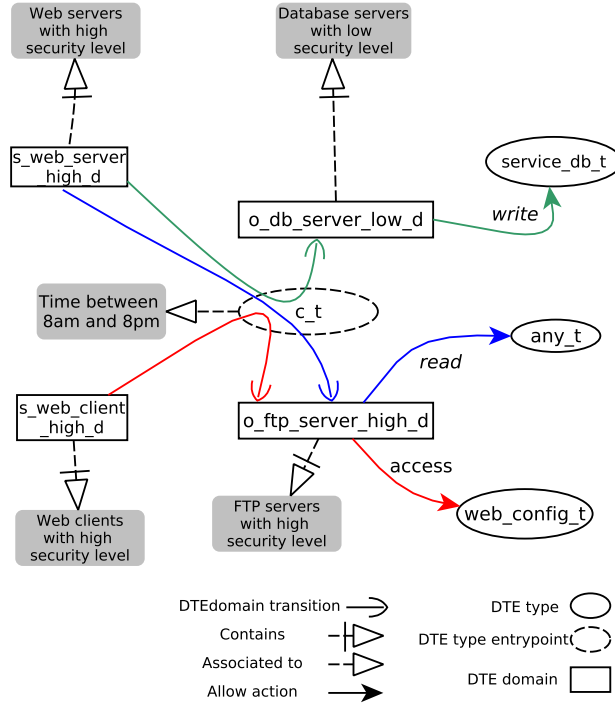 Web servers
with high
security level
Database servers
with low
security level
s_web_server
_high_d
service_db_t
o_db_server_low_d
write
Time between
8am and 8pm
c_t
any_t
read
s_web_client
_high_d
o_ftp_server_high_d
access
web_config_t
Web clients
with high
security level
FTP servers
with high
security level
DTEdomain transition
Contains
Associated to
Allow action
DTE type
DTE type entrypoint
DTE domain